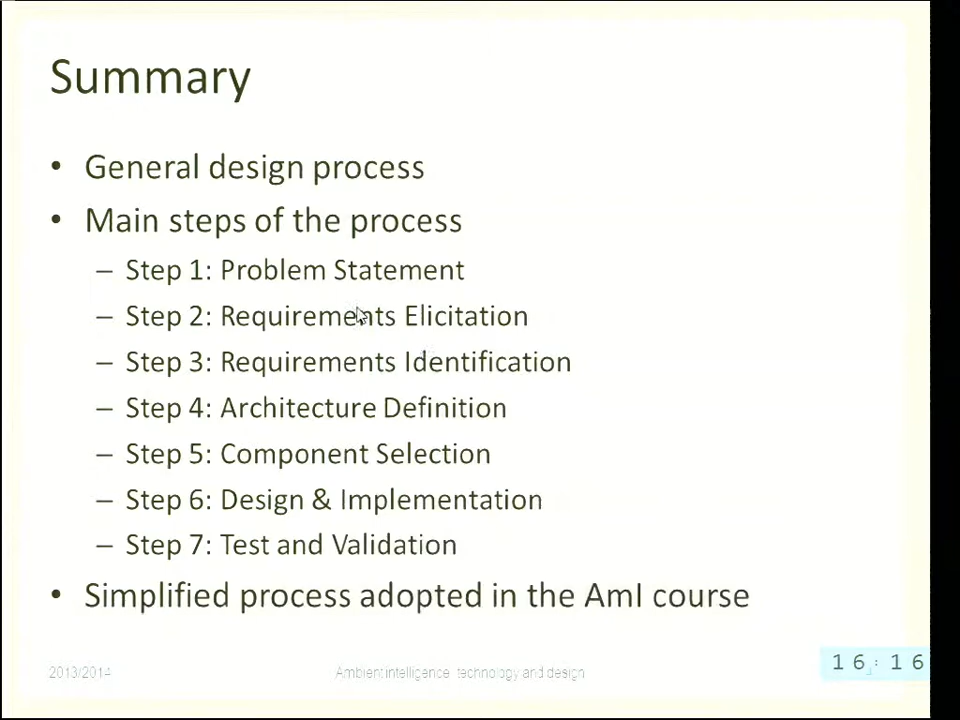 Summary
• General design process
• Main steps of the process
– Step 1: Problem Statement
– Step 2: Requirements Elicitation
– Step 3: Requirements Identification
– Step 4: Architecture Definition
– Step 5: Component Selection
– Step 6: Design & Implementation
– Step 7: Test and Validation
• Simplified process adopted in the AmI course
2013/2014
Ambient intelligence: technology and design
16:16